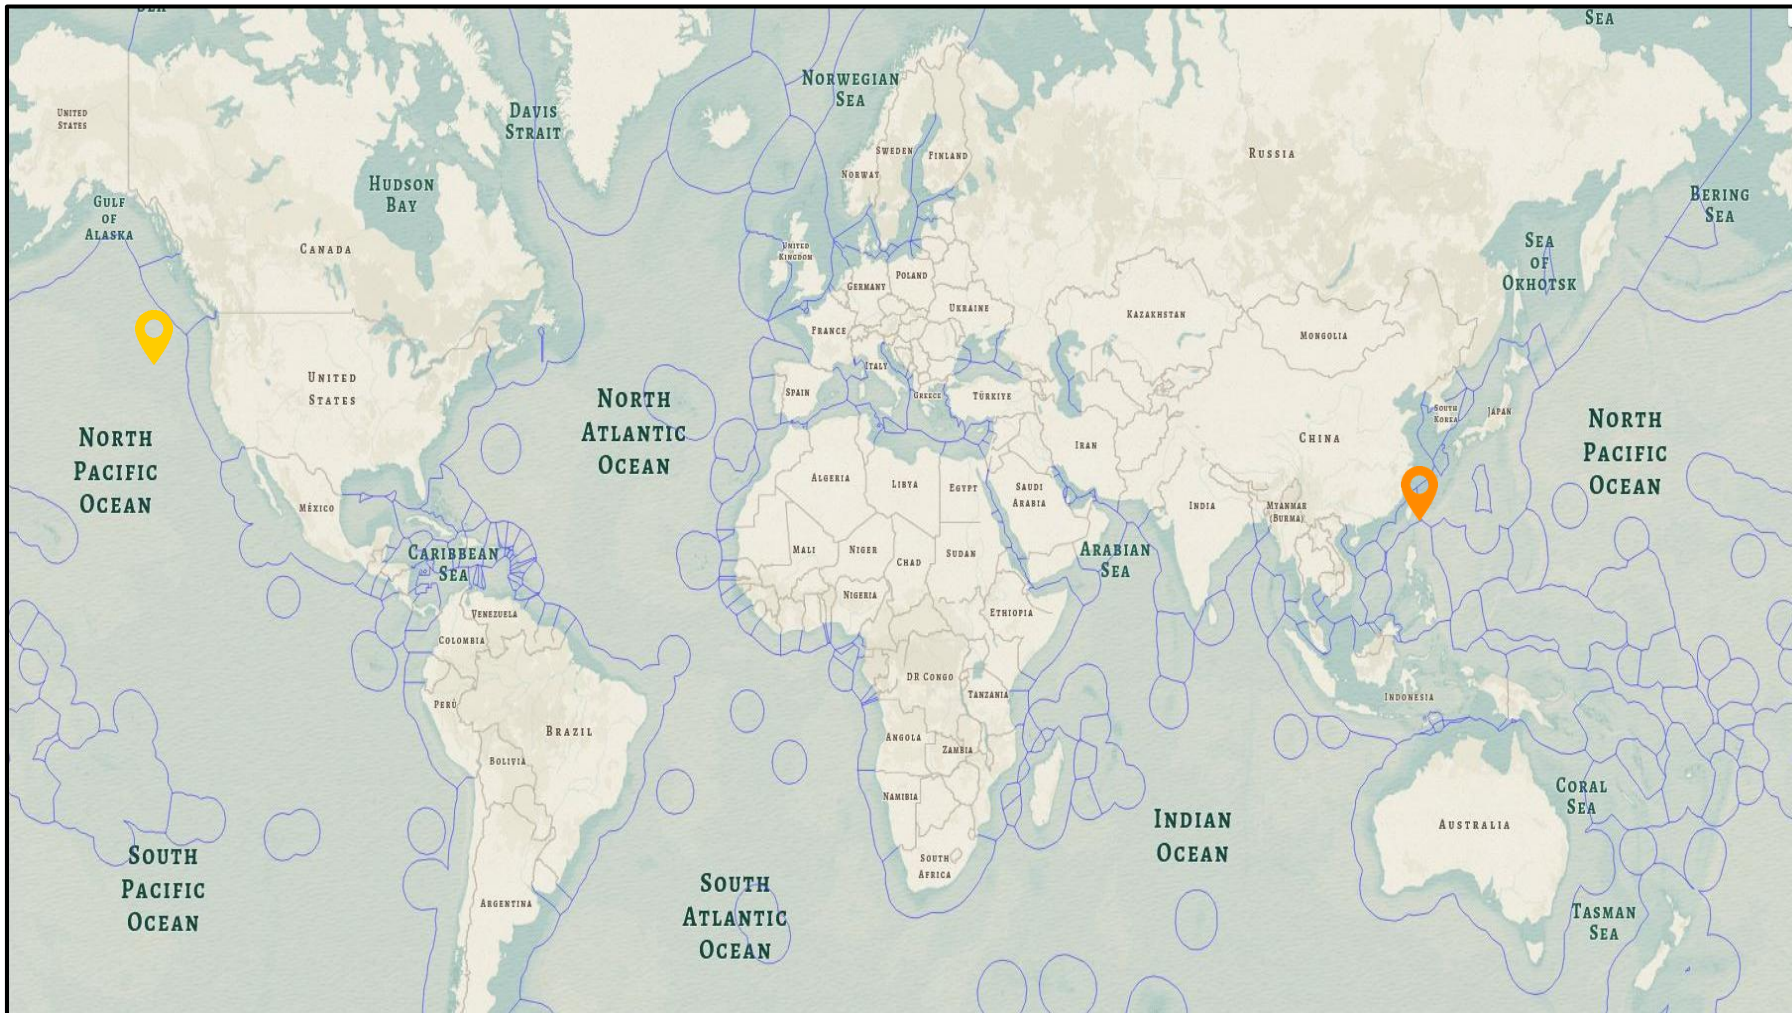 SEA
SEA
UNITED
STATES
DAVIS
STRAIT
NORWEGIAN
SEA
SWEDEN
FINLAND
NORWAY
RUSSIA
HUDSON
BAY
GULF
OF
ALASKA
CANADA
UNITED
KINGDOM
POLAND
GERMANY
UKRAINE
FRANCE
ITALY
SPAIN
GREECE
TÜRKIYE
KAZAKHSTAN
MONGOLIA
BERING
SEA
SEA
OF
OKHOTSK
UNITED
STATES
NORTH
PACIFIC
OCEAN
NORTH
ATLANTIC
OCEAN
SOUTH
KOREA
JAPAN
CHINA
IRAN
NORTH
PACIFIC
OCEAN
MÉXICO
ALGERIA
LIBYA
EGYPT
SAUDI
ARABIA
INDIA
MYANMAR
(BURMA)
CARIBBEAN
SEA
MALI
NIGER
CHAD
SUDAN
ARABIAN
SEA
NIGERIA
ETHIOPIA
VENEZUELA
COLOMBIA
DR CONGO
TANZANIA
INDONESIA
PERÚ
BRAZIL
BOLIVIA
ANGOLA
ZAMBIA
NAMIBIA
SOUTH
AFRICA
ARGENTINA
INDIAN
OCEAN
AUSTRALIA
CORAL
SEA
TASMAN
SEA
SOUTH
PACIFIC
OCEAN
SOUTH
ATLANTIC
OCEAN